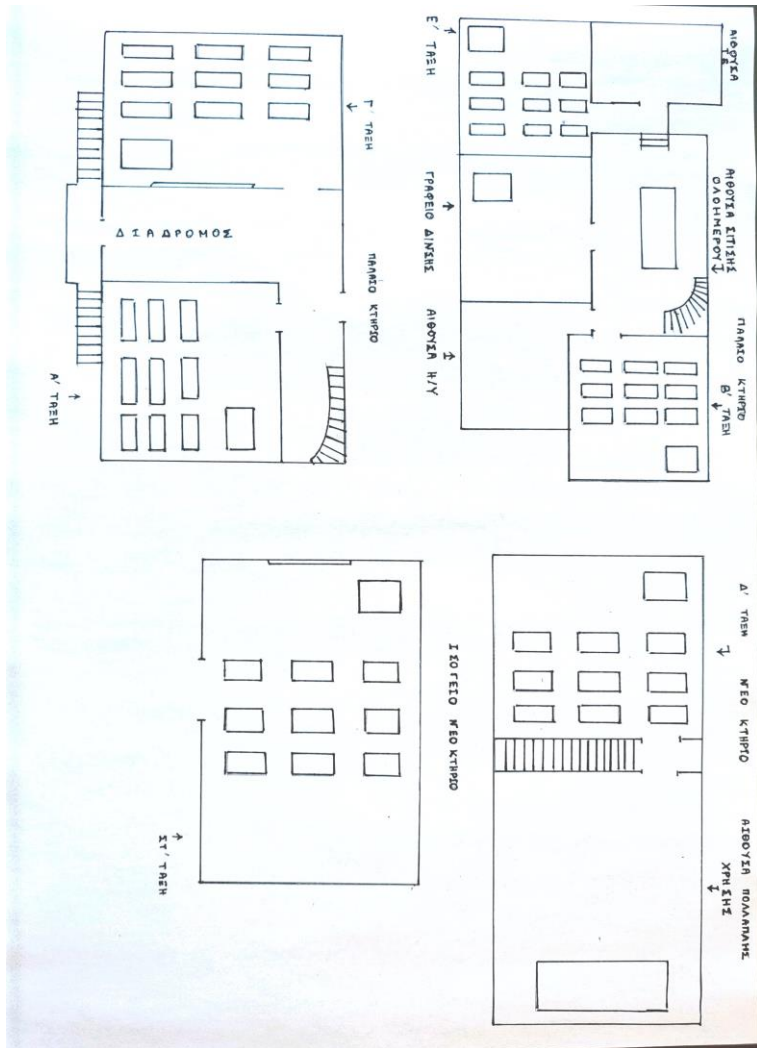 ΑΙΘΟΥΣΑ
Τ.Ε
ΑΙΘΟΥΣΑ ΣΙΤΙΣΗΣ
ΟΛΟΗΜΕΡΟΥ
ΠΑΛΑΙΟ ΚΤΗΡΙΟ
Β' ΤΑΞΗ
Ε' ΤΑΞΗ
ΓΡΑΦΕΙΟ Δ/ΝΣΗΣ
ΑΙΘΟΥΣΑ Η/Υ
Δ' ΤΑΞΗ ΝΕΟ ΚΤΗΡΙΟ
ΑΙΘΟΥΣΑ ΠΟΛΛΑΠΛΗΣ
ΧΡΗΣΗΣ
Γ' ΤΑΞΗ
ΠΑΛΑΙΟ ΚΤΗΡΙΟ
ΔΙΑΔΡΟΜΟΣ
Α' ΤΑΞΗ
ΙΣΟΓΕΙΟ ΝΕΟ ΚΤΗΡΙΟ
ΣΤ' ΤΑΞΗ